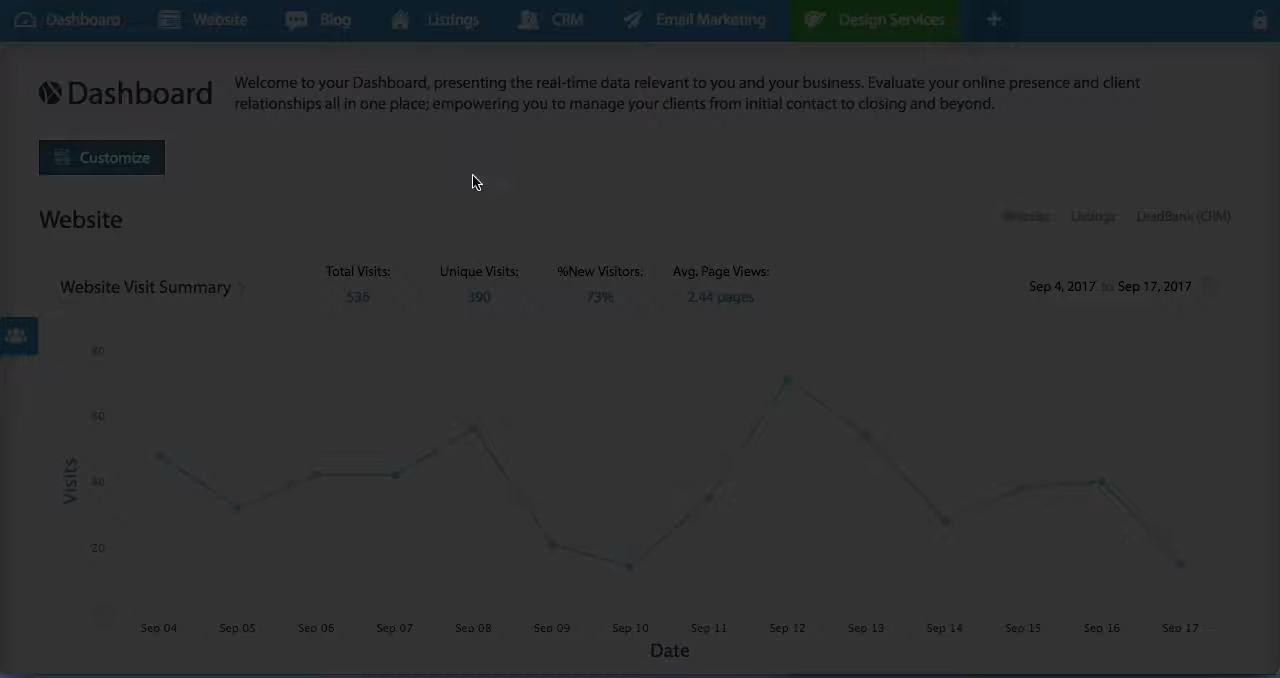 Dashboard Website Blog Listings CRM Email Marketing Design Services +
Dashboard
Welcome to your Dashboard, presenting the real-time data relevant to you and your business. Evaluate your online presence and client
relationships all in one place; empowering you to manage your clients from initial contact to closing and beyond.
Customize
Website
Website Listings LeadBank (CRM)
Website Visit Summary
Total Visits: Unique Visits: %New Visitors: Avg. Page Views:
536 390 73% 2.44 pages
Sep 4, 2017 to Sep 17, 2017
80
60
40
20
Visits
Sep 04 Sep 05 Sep 06 Sep 07 Sep 08 Sep 09 Sep 10 Sep 11 Sep 12 Sep 13 Sep 14 Sep 15 Sep 16 Sep 17
Date